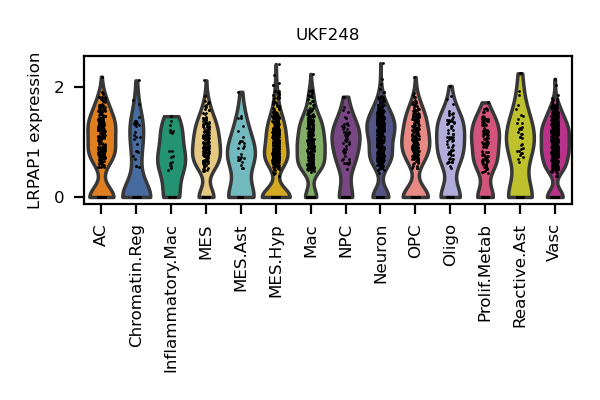 UKF248
LRPAP1 expression
2
0
AC
Chromatin.Reg
Inflammatory.Mac
MES
MES.Ast
MES.Hyp
Mac
NPC
Neuron
OPC
Oligo
Prolif.Metab
Reactive.Ast
Vasc